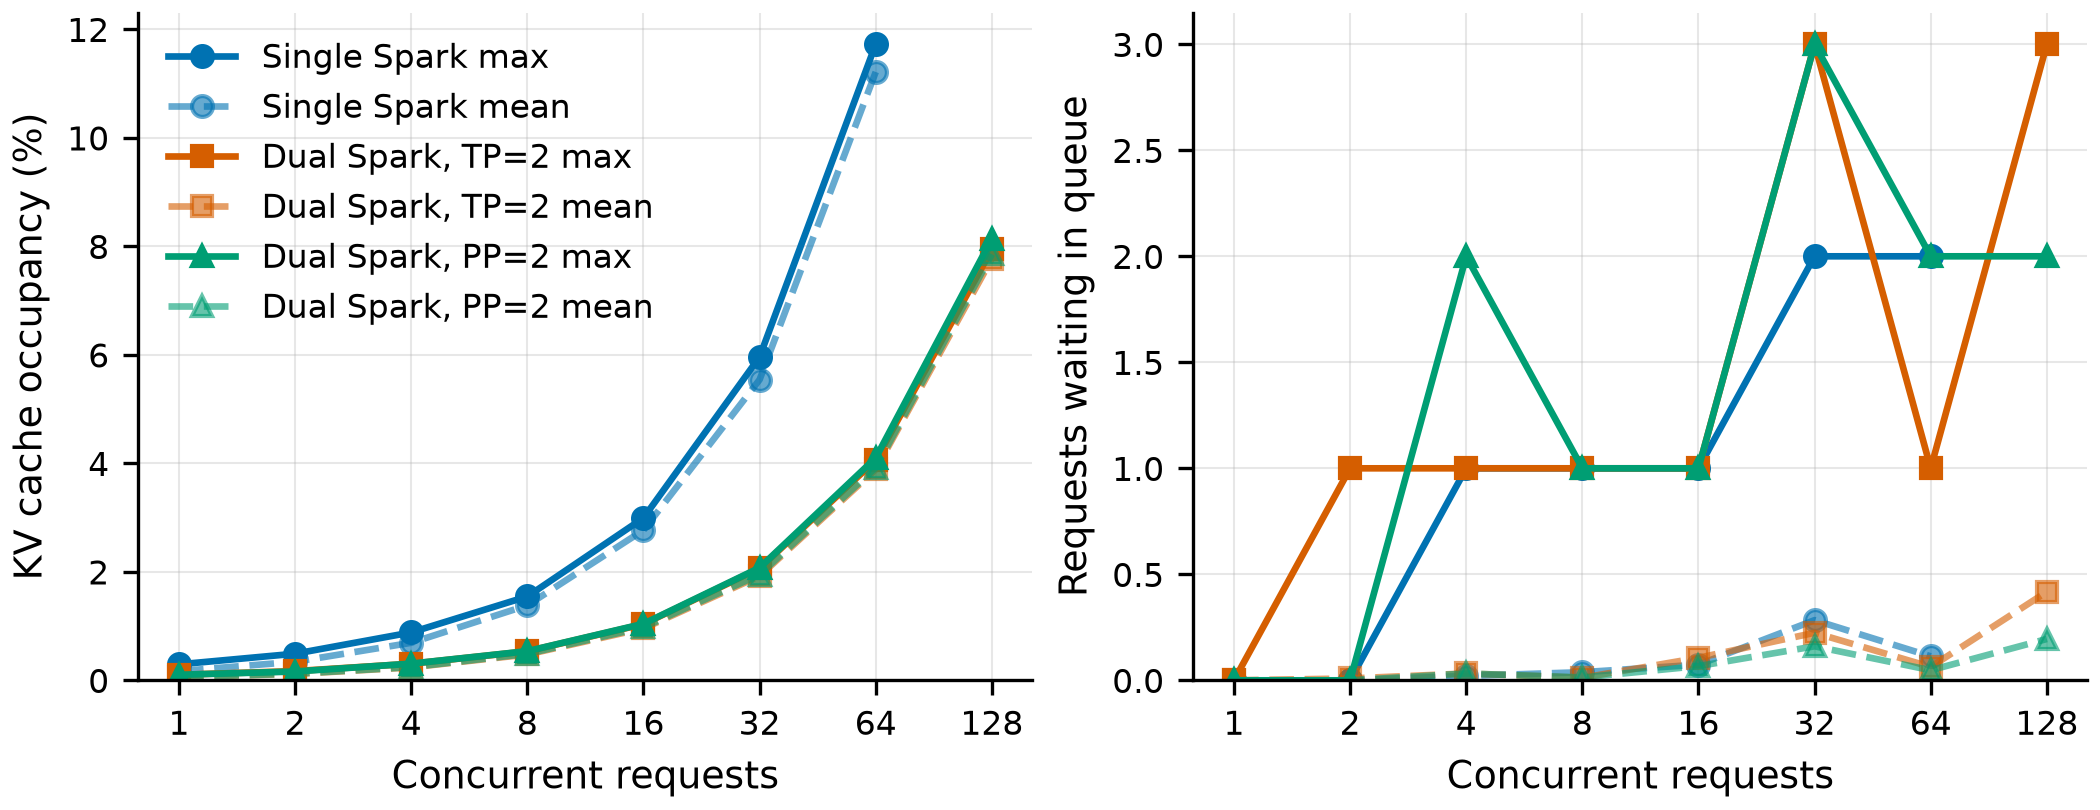 12
10
8
6
4
2
0
KV cache occupancy (%)
Single Spark max
Single Spark mean
Dual Spark, TP=2 max
Dual Spark, TP=2 mean
Dual Spark, PP=2 max
Dual Spark, PP=2 mean
1 2 4 8 16 32 64 128
Concurrent requests
3.0
2.5
2.0
1.5
1.0
0.5
0.0
Requests waiting in queue
1 2 4 8 16 32 64 128
Concurrent requests